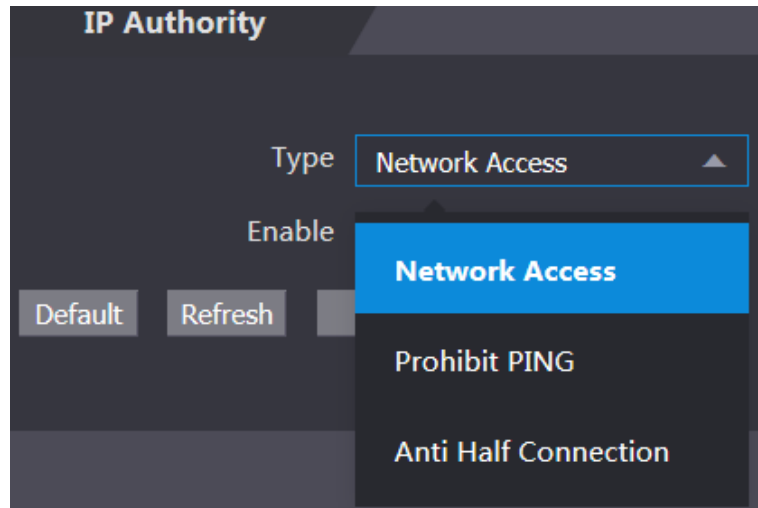 IP Authority
Type Network Access
Enable
Network Access
Default Refresh
Prohibit PING
Anti Half Connection